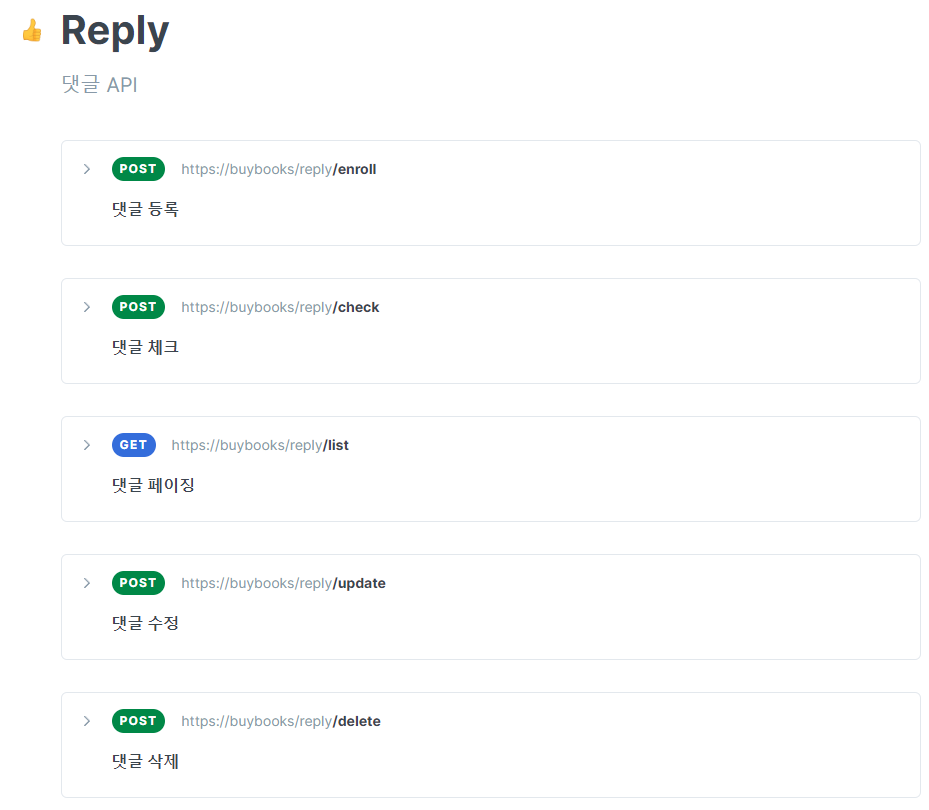 👍 Reply
댓글 API
POST https://buybooks/reply/enroll
댓글 등록
POST https://buybooks/reply/check
댓글 체크
GET https://buybooks/reply/list
댓글 페이징
POST https://buybooks/reply/update
댓글 수정
POST https://buybooks/reply/delete
댓글 삭제